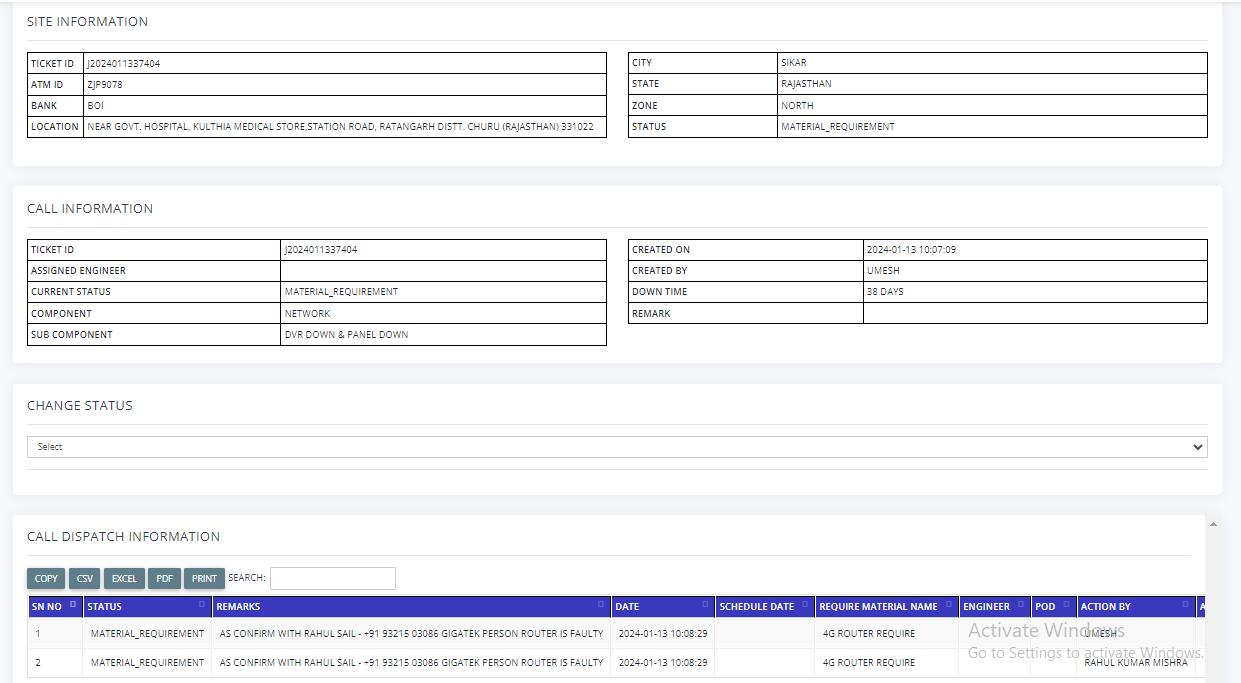 SITE INFORMATION
TICKET ID J2024011337404
ATM ID ZJP9078
BANK BOI
LOCATION NEAR GOVT. HOSPITAL, KULTHIA MEDICAL STORE,STATION ROAD, RATANGARH DISTT. CHURU (RAJASTHAN) 331022
CITY SIKAR
STATE RAJASTHAN
ZONE NORTH
STATUS MATERIAL_REQUIREMENT
CALL INFORMATION
TICKET ID J2024011337404
ASSIGNED ENGINEER
CURRENT STATUS MATERIAL_REQUIREMENT
COMPONENT NETWORK
SUB COMPONENT DVR DOWN & PANEL DOWN
CREATED ON 2024-01-13 10:07:09
CREATED BY UMESH
DOWN TIME 38 DAYS
REMARK
CHANGE STATUS
Select
CALL DISPATCH INFORMATION
COPY CSV EXCEL PDF PRINT SEARCH:
SN NO STATUS REMARKS DATE SCHEDULE DATE REQUIRE MATERIAL NAME ENGINEER POD ACTION BY A
1 MATERIAL_REQUIREMENT AS CONFIRM WITH RAHUL SAIL - +91 93215 03086 GIGATEK PERSON ROUTER IS FAULTY 2024-01-13 10:08:29 4G ROUTER REQUIRE UMESH
2 MATERIAL_REQUIREMENT AS CONFIRM WITH RAHUL SAIL - +91 93215 03086 GIGATEK PERSON ROUTER IS FAULTY 2024-01-13 10:08:29 4G ROUTER REQUIRE RAHUL KUMAR MISHRA
Activate Windows
Go to Settings to activate Windows.